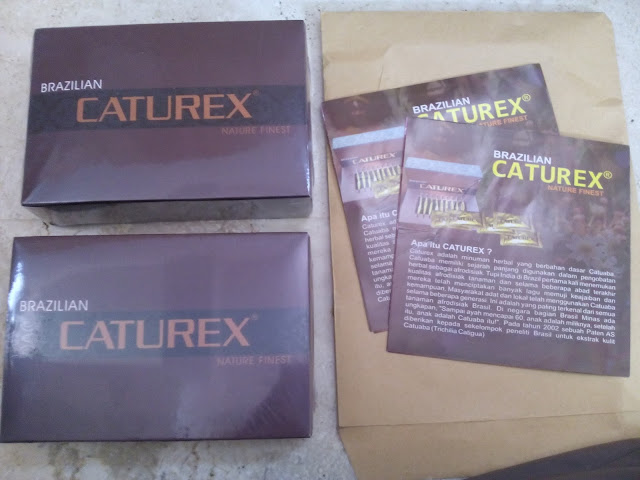 BRAZILIAN
CATUREX®
NATURE FINEST
BRAZILIAN
CATUREX®
NATURE FINEST
BRAZILIAN
CATUREX®
NATURE FINEST
CATUREX
Apa itu
BRAZILIAN
CATUREX®
NATURE FINEST
CATUREX
Apa itu CATUREX ?
Caturex adalah minuman herbal yang berbahan dasar Catuaba.
Catuaba memiliki sejarah panjang digunakan dalam pengobatan
herbal sebagai afrodisiak. Tupi India di Brazil pertama kali menemukan
kualitas afrodisiak tanaman dan selama beberapa abad terakhir
mereka telah menciptakan banyak lagu memuji keajaiban dan
kemampuan. Masyarakat adat dan lokal telah menggunakan Catuaba
selama beberapa generasi. Ini adalah yang paling terkenal dari semua
tanaman afrodisiak Brasil. Di negara bagian Brasil Minas ada
ungkapan, "Sampai ayah mencapai 60, anak adalah miliknya, setelah
itu, anak adalah Catuaba itu!". Pada tahun 2002 sebuah Paten AS
diberikan kepada sekelompok peneliti Brasil untuk ekstrak kulit
Catuaba (Trichilia Catigua)